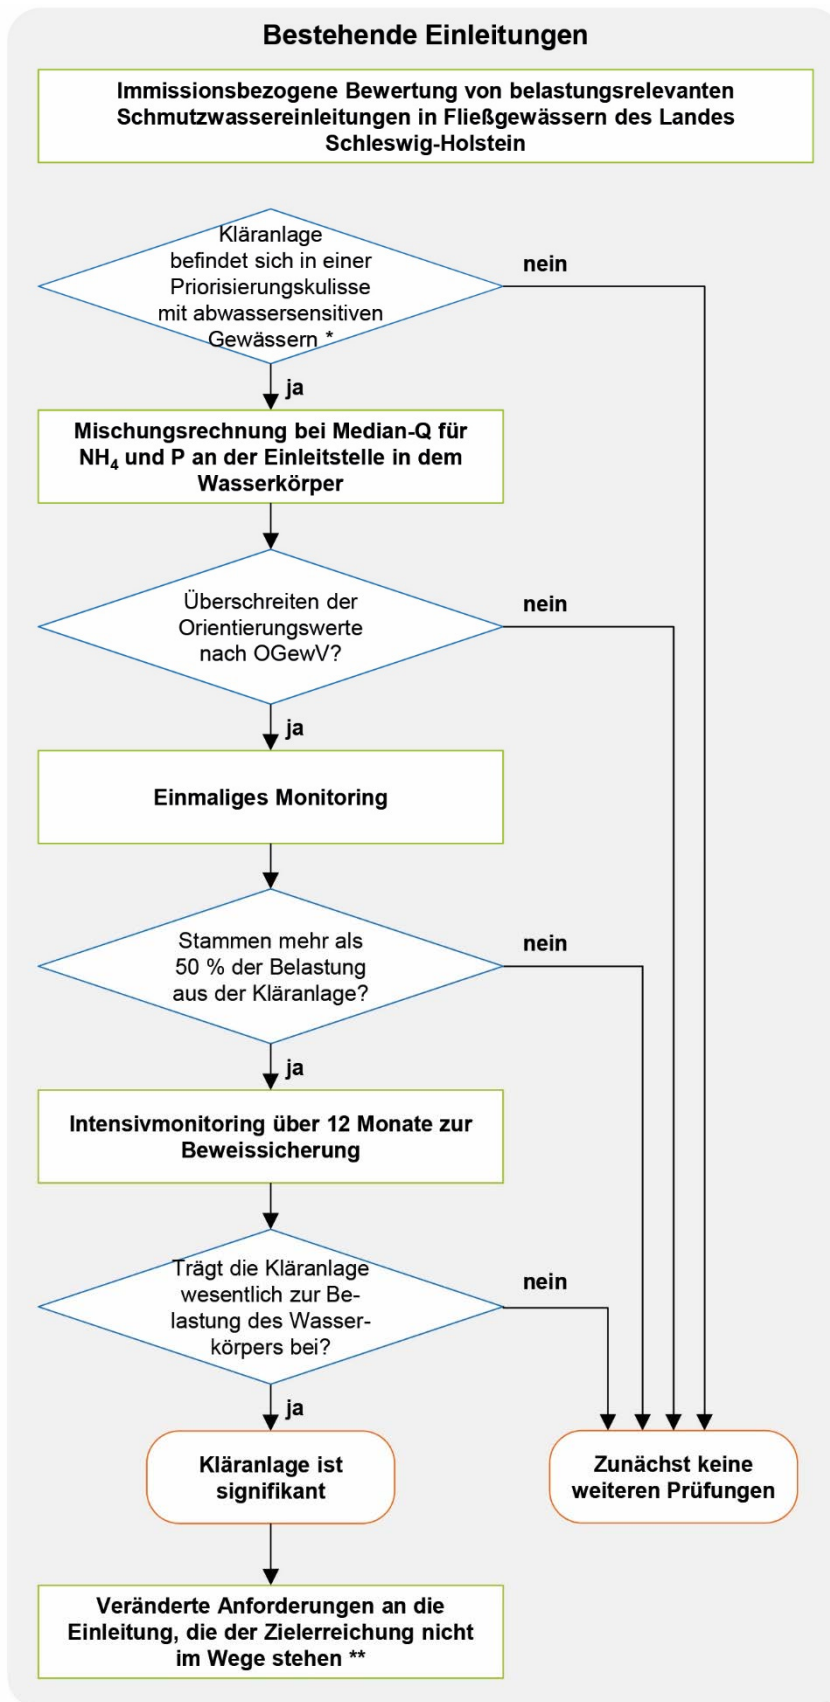 Bestehende Einleitungen
Immissionsbezogene Bewertung von belastungsrelevanten
Schmutzwassereinleitungen in Fließgewässern des Landes
Schleswig-Holstein
Kläranlage
befindet sich in einer
Priorisierungskulisse
mit abwassersensitiven
Gewässern *
nein
ja
Mischungsrechnung bei Median-Q für
NH₄ und P an der Einleitstelle in dem
Wasserkörper
Überschreiten der
Orientierungswerte
nach OGewV?
nein
ja
Einmaliges Monitoring
Stammen mehr als
50 % der Belastung
aus der Kläranlage?
nein
ja
Intensivmonitoring über 12 Monate zur
Beweissicherung
Trägt die Kläranlage
wesentlich zur Be-
lastung des Wasser-
körpers bei?
nein
ja
Kläranlage ist
signifikant
Zunächst keine
weiteren Prüfungen
Veränderte Anforderungen an die
Einleitung, die der Zielerreichung nicht
im Wege stehen **